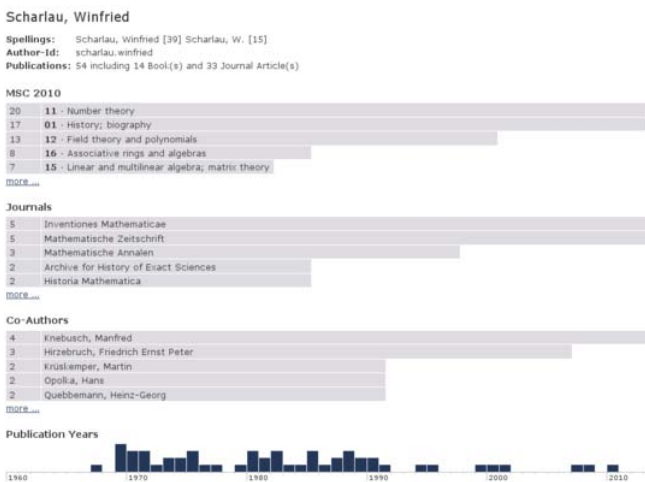 Scharlau, Winfried
Spellings: Scharlau, Winfried [39] Scharlau, W. [15]
Author-Id: scharlau.winfried
Publications: 54 including 14 Book(s) and 33 Journal Article(s)
MSC 2010
20 11 - Number theory
17 01 - History; biography
13 12 - Field theory and polynomials
8 16 - Associative rings and algebras
7 15 - Linear and multilinear algebra; matrix theory
more ...
Journals
5 Inventiones Mathematicae
5 Mathematische Zeitschrift
3 Mathematische Annalen
2 Archive for History of Exact Sciences
2 Historia Mathematica
more ...
Co-Authors
4 Knebusch, Manfred
3 Hirzebruch, Friedrich Ernst Peter
2 Krüskemper, Martin
2 Opolka, Hans
2 Quebbemann, Heinz-Georg
more ...
Publication Years
1960 1970 1980 1990 2000 2010